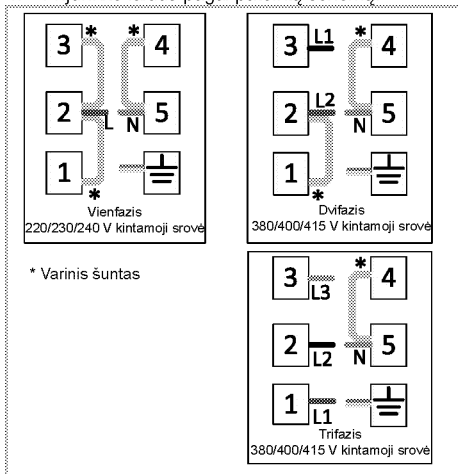 3 * * 4
2 L N 5
1 *
Vienfazis
220/230/240 V kintamoji srovė
3 L1 * 4
2 L2 N 5
1 *
Dvifazis
380/400/415 V kintamoji srovė
* Varinis šuntas
3 L3 * 4
2 L2 N 5
1 L1
Trifazis
380/400/415 V kintamoji srovė